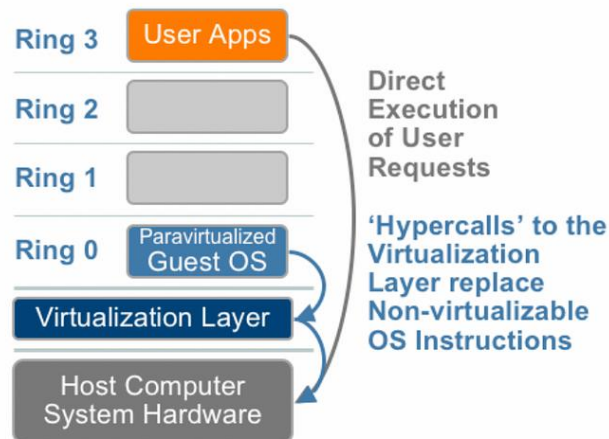 Ring 3
User Apps
Ring 2
Ring 1
Ring 0
Paravirtualized
Guest OS
Virtualization Layer
Host Computer
System Hardware
Direct
Execution
of User
Requests
‘Hypercalls’ to the
Virtualization
Layer replace
Non-virtualizable
OS Instructions